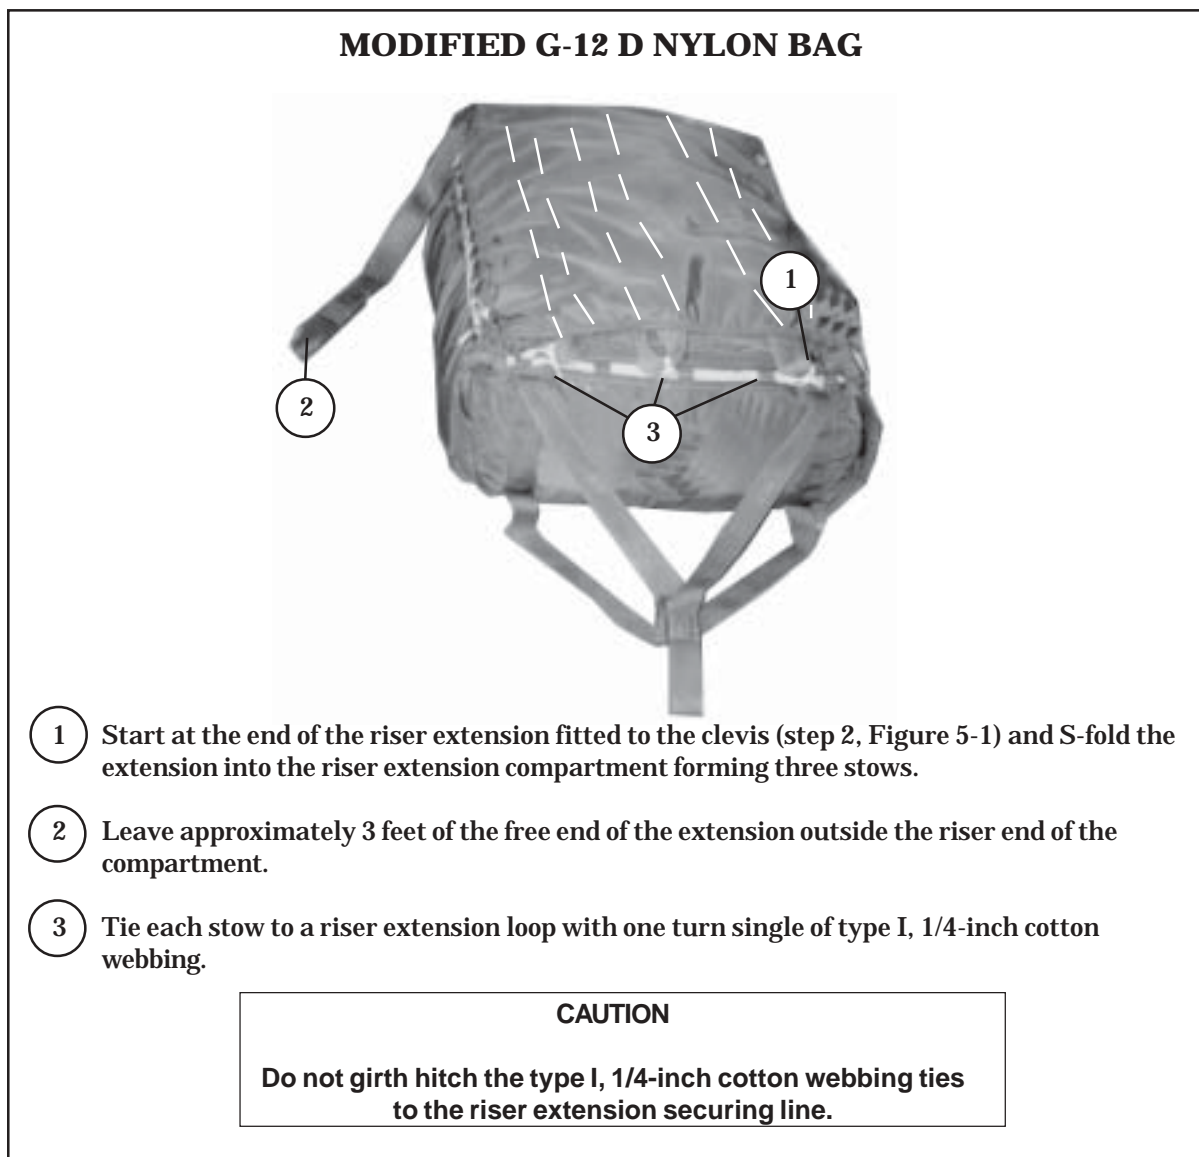 MODIFIED G-12 D NYLON BAG
1
2
3
1 Start at the end of the riser extension fitted to the clevis (step 2, Figure 5-1) and S-fold the
extension into the riser extension compartment forming three stows.
2 Leave approximately 3 feet of the free end of the extension outside the riser end of the
compartment.
3 Tie each stow to a riser extension loop with one turn single of type I, 1/4-inch cotton
webbing.
CAUTION
Do not girth hitch the type I, 1/4-inch cotton webbing ties
to the riser extension securing line.